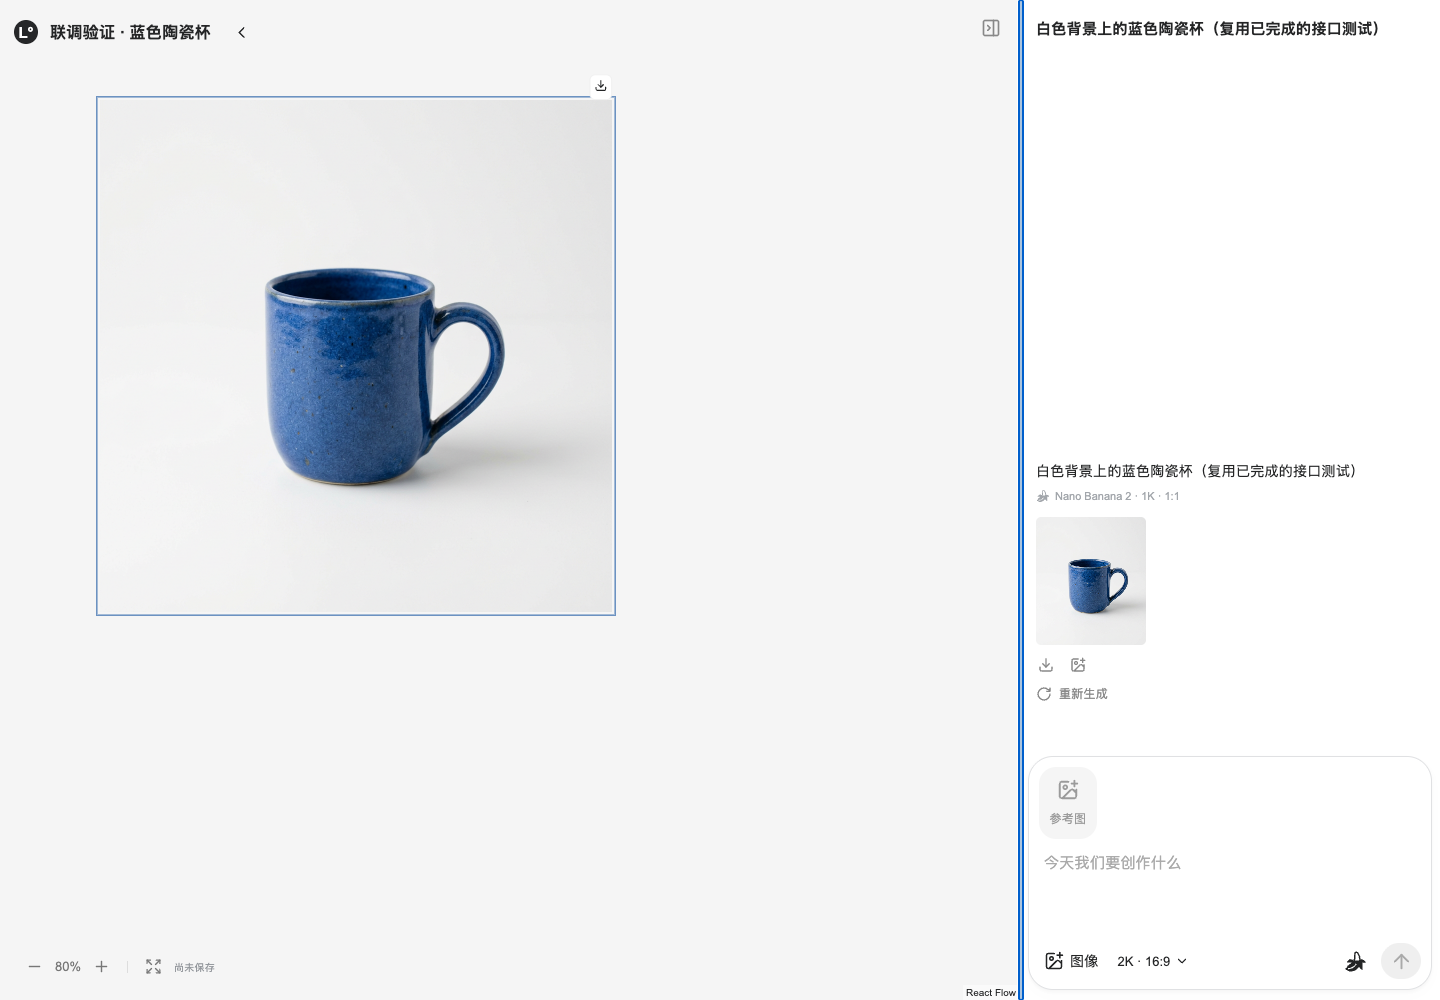 L°
联调验证 · 蓝色陶瓷杯
80%
尚未保存
React Flow
白色背景上的蓝色陶瓷杯（复用已完成的接口测试）
白色背景上的蓝色陶瓷杯（复用已完成的接口测试）
Nano Banana 2 · 1K · 1:1
重新生成
参考图
今天我们要创作什么
图像
2K · 16:9